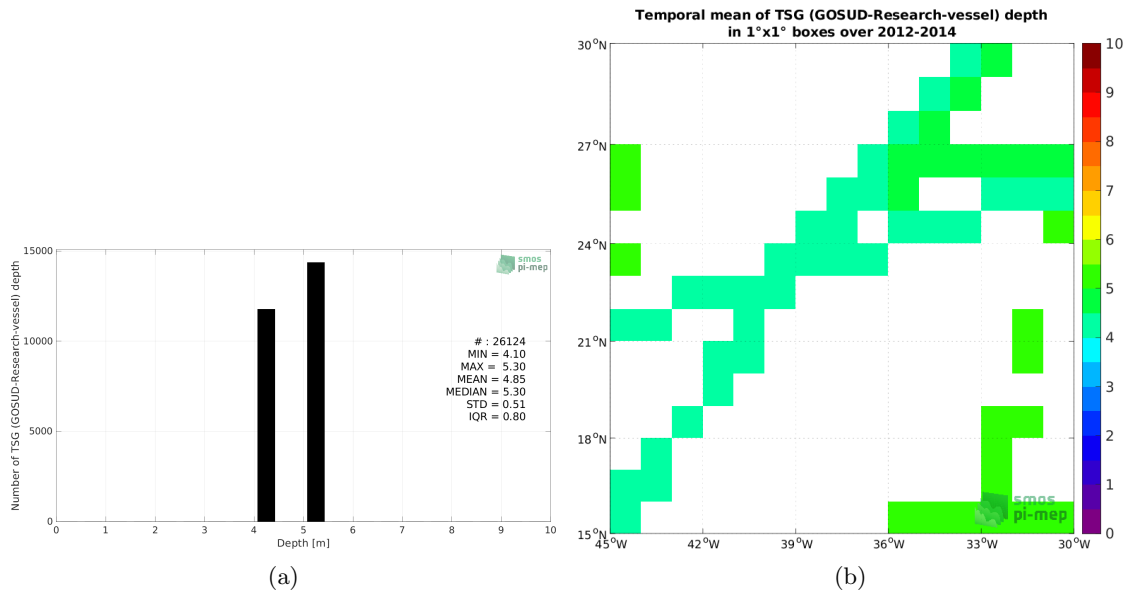 Temporal mean of TSG (GOSUD-Research-vessel) depth
in 1°x1° boxes over 2012-2014
Number of TSG (GOSUD-Research-vessel) depth
15000
10000
5000
0
0 1 2 3 4 5 6 7 8 9 10
Depth [m]
smos
pi-mep
# : 26124
MIN = 4.10
MAX = 5.30
MEAN = 4.85
MEDIAN = 5.30
STD = 0.51
IQR = 0.80
(a)
30°N
27°N
24°N
21°N
18°N
15°N
45°W 42°W 39°W 36°W 33°W 30°W
smos
pi-mep
10
9
8
7
6
5
4
3
2
1
0
(b)